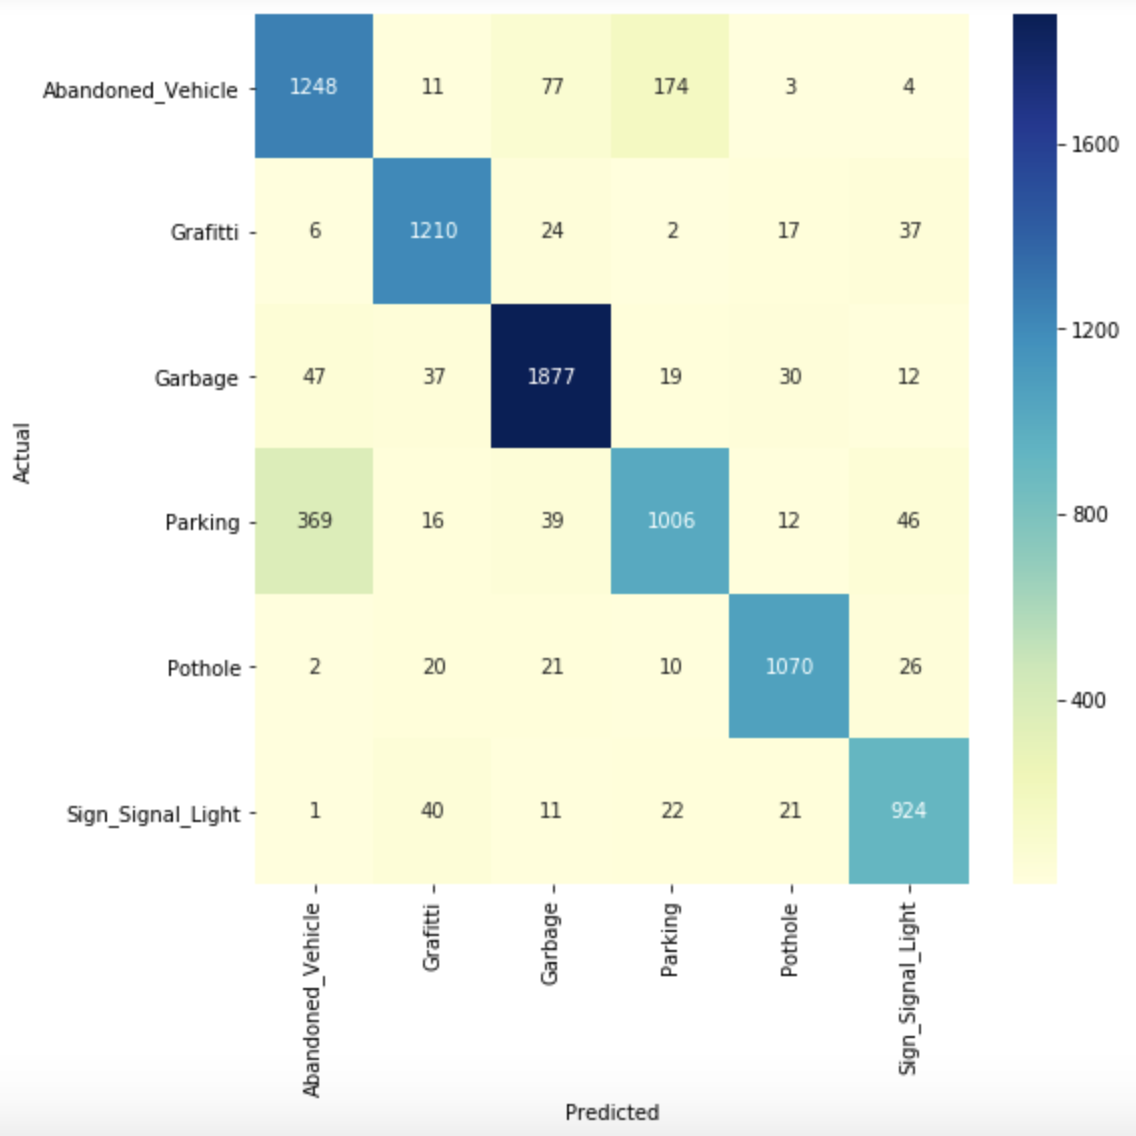 Abandoned_Vehicle 1248 11 77 174 3 4
1600
Grafitti 6 1210 24 2 17 37
1200
Garbage 47 37 1877 19 30 12
Actual
Parking 369 16 39 1006 12 46
800
Pothole 2 20 21 10 1070 26
400
Sign_Signal_Light 1 40 11 22 21 924
Abandoned_Vehicle
Grafitti
Garbage
Parking
Pothole
Sign_Signal_Light
Predicted